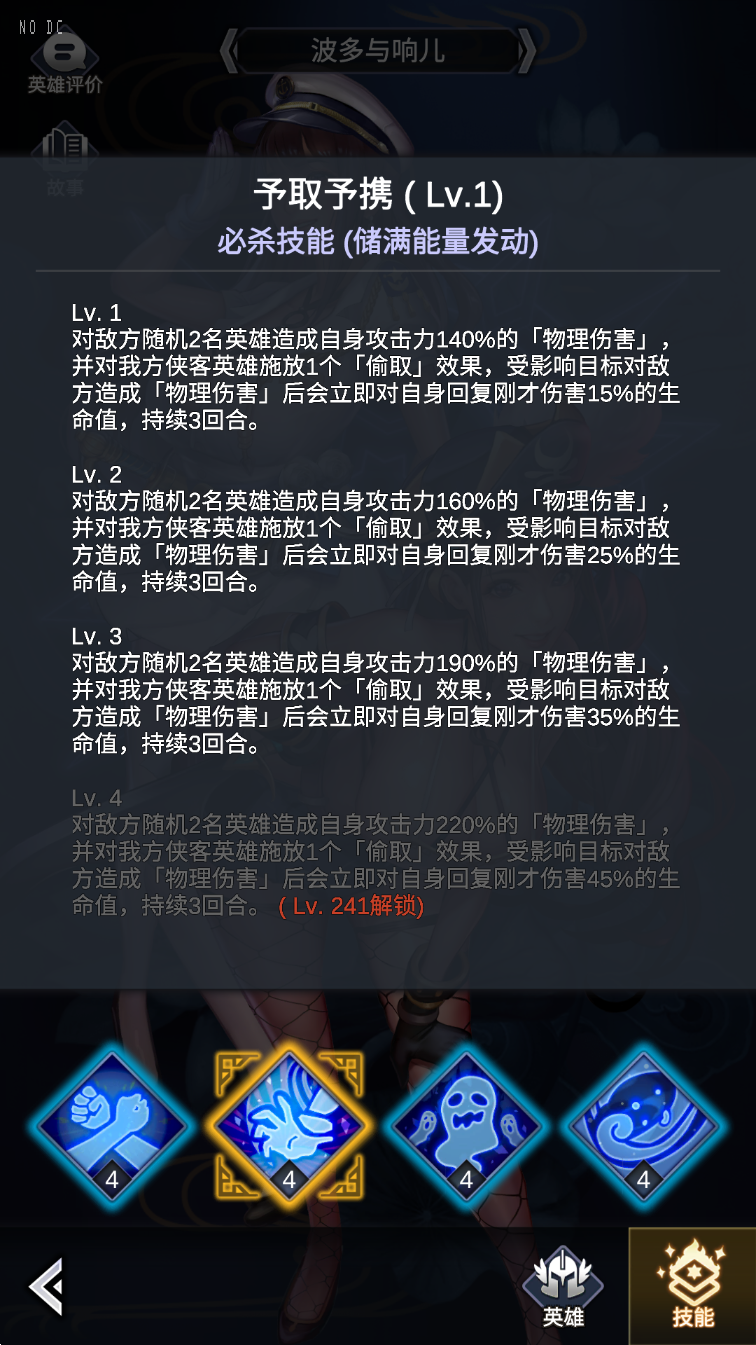 NO DC
波多与响儿
英雄评价
故事
予取予携 ( Lv.1)
必杀技能 (储满能量发动)
Lv. 1
对敌方随机2名英雄造成自身攻击力140%的「物理伤害」，
并对我方侠客英雄施放1个「偷取」效果，受影响目标对敌
方造成「物理伤害」后会立即对自身回复刚才伤害15%的生
命值，持续3回合。
Lv. 2
对敌方随机2名英雄造成自身攻击力160%的「物理伤害」，
并对我方侠客英雄施放1个「偷取」效果，受影响目标对敌
方造成「物理伤害」后会立即对自身回复刚才伤害25%的生
命值，持续3回合。
Lv. 3
对敌方随机2名英雄造成自身攻击力190%的「物理伤害」，
并对我方侠客英雄施放1个「偷取」效果，受影响目标对敌
方造成「物理伤害」后会立即对自身回复刚才伤害35%的生
命值，持续3回合。
Lv. 4
对敌方随机2名英雄造成自身攻击力220%的「物理伤害」，
并对我方侠客英雄施放1个「偷取」效果，受影响目标对敌
方造成「物理伤害」后会立即对自身回复刚才伤害45%的生
命值，持续3回合。 ( Lv. 241解锁)
4 4 4 4
英雄 技能